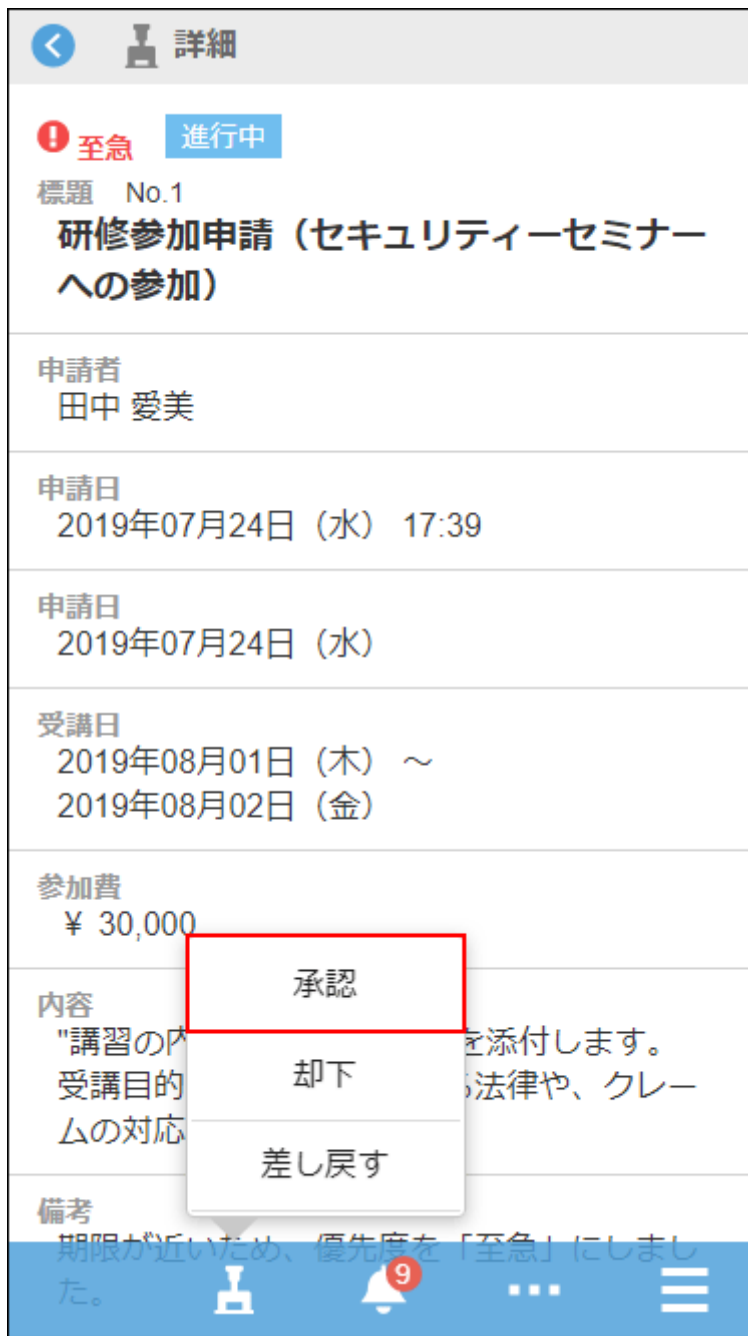 詳細
至急 進行中
標題 No.1
研修参加申請（セキュリティーセミナー
への参加）
申請者
田中 愛美
申請日
2019年07月24日（水） 17:39
申請日
2019年07月24日（水）
受講日
2019年08月01日（木） ～
2019年08月02日（金）
参加費
¥ 30,000
承認
内容
"講習の内 を添付します。
却下
受講目的 る法律や、クレー
ムの対応
差し戻す
備考
期限が近いため、優先度を「至急」にしまし
た。
9